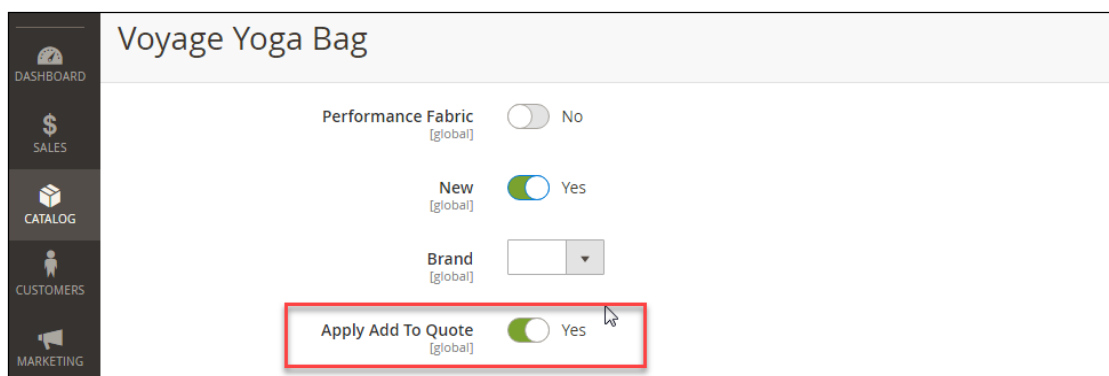 Voyage Yoga Bag
DASHBOARD
$
SALES
CATALOG
CUSTOMERS
MARKETING
Performance Fabric
[global]
No
New
[global]
Yes
Brand
[global]
Apply Add To Quote
[global]
Yes